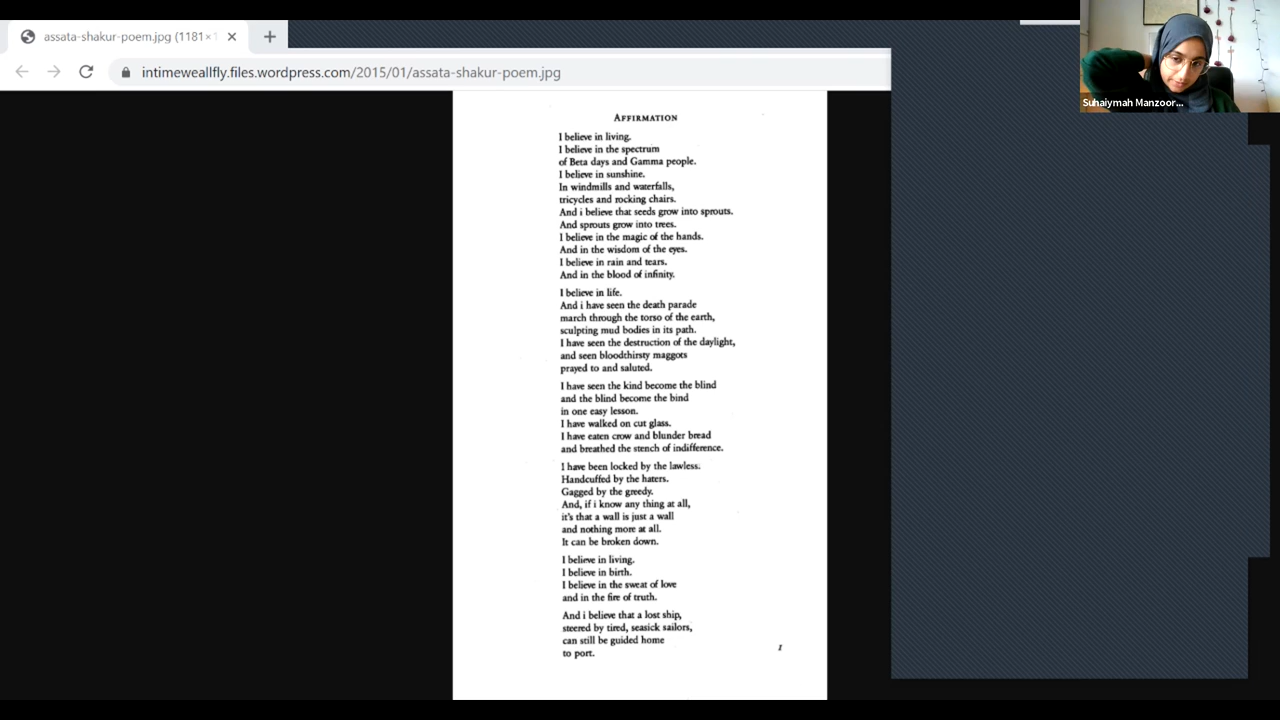 assata-shakur-poem.jpg (1181×1
intimeweallfly.files.wordpress.com/2015/01/assata-shakur-poem.jpg
Suhaiymah Manzoor...
AFFIRMATION
I believe in living.
I believe in the spectrum
of Beta days and Gamma people.
I believe in sunshine.
In windmills and waterfalls,
tricycles and rocking chairs.
And i believe that seeds grow into sprouts.
And sprouts grow into trees.
I believe in the magic of the hands.
And in the wisdom of the eyes.
I believe in rain and tears.
And in the blood of infinity.
I believe in life.
And i have seen the death parade
march through the torso of the earth,
sculpting mud bodies in its path.
I have seen the destruction of the daylight,
and seen bloodthirsty maggots
prayed to and saluted.
I have seen the kind become the blind
and the blind become the bind
in one easy lesson.
I have walked on cut glass.
I have eaten crow and blunder bread
and breathed the stench of indifference.
I have been locked by the lawless.
Handcuffed by the haters.
Gagged by the greedy.
And, if i know any thing at all,
it's that a wall is just a wall
and nothing more at all.
It can be broken down.
I believe in living.
I believe in birth.
I believe in the sweat of love
and in the fire of truth.
And i believe that a lost ship,
steered by tired, seasick sailors,
can still be guided home
to port.
1